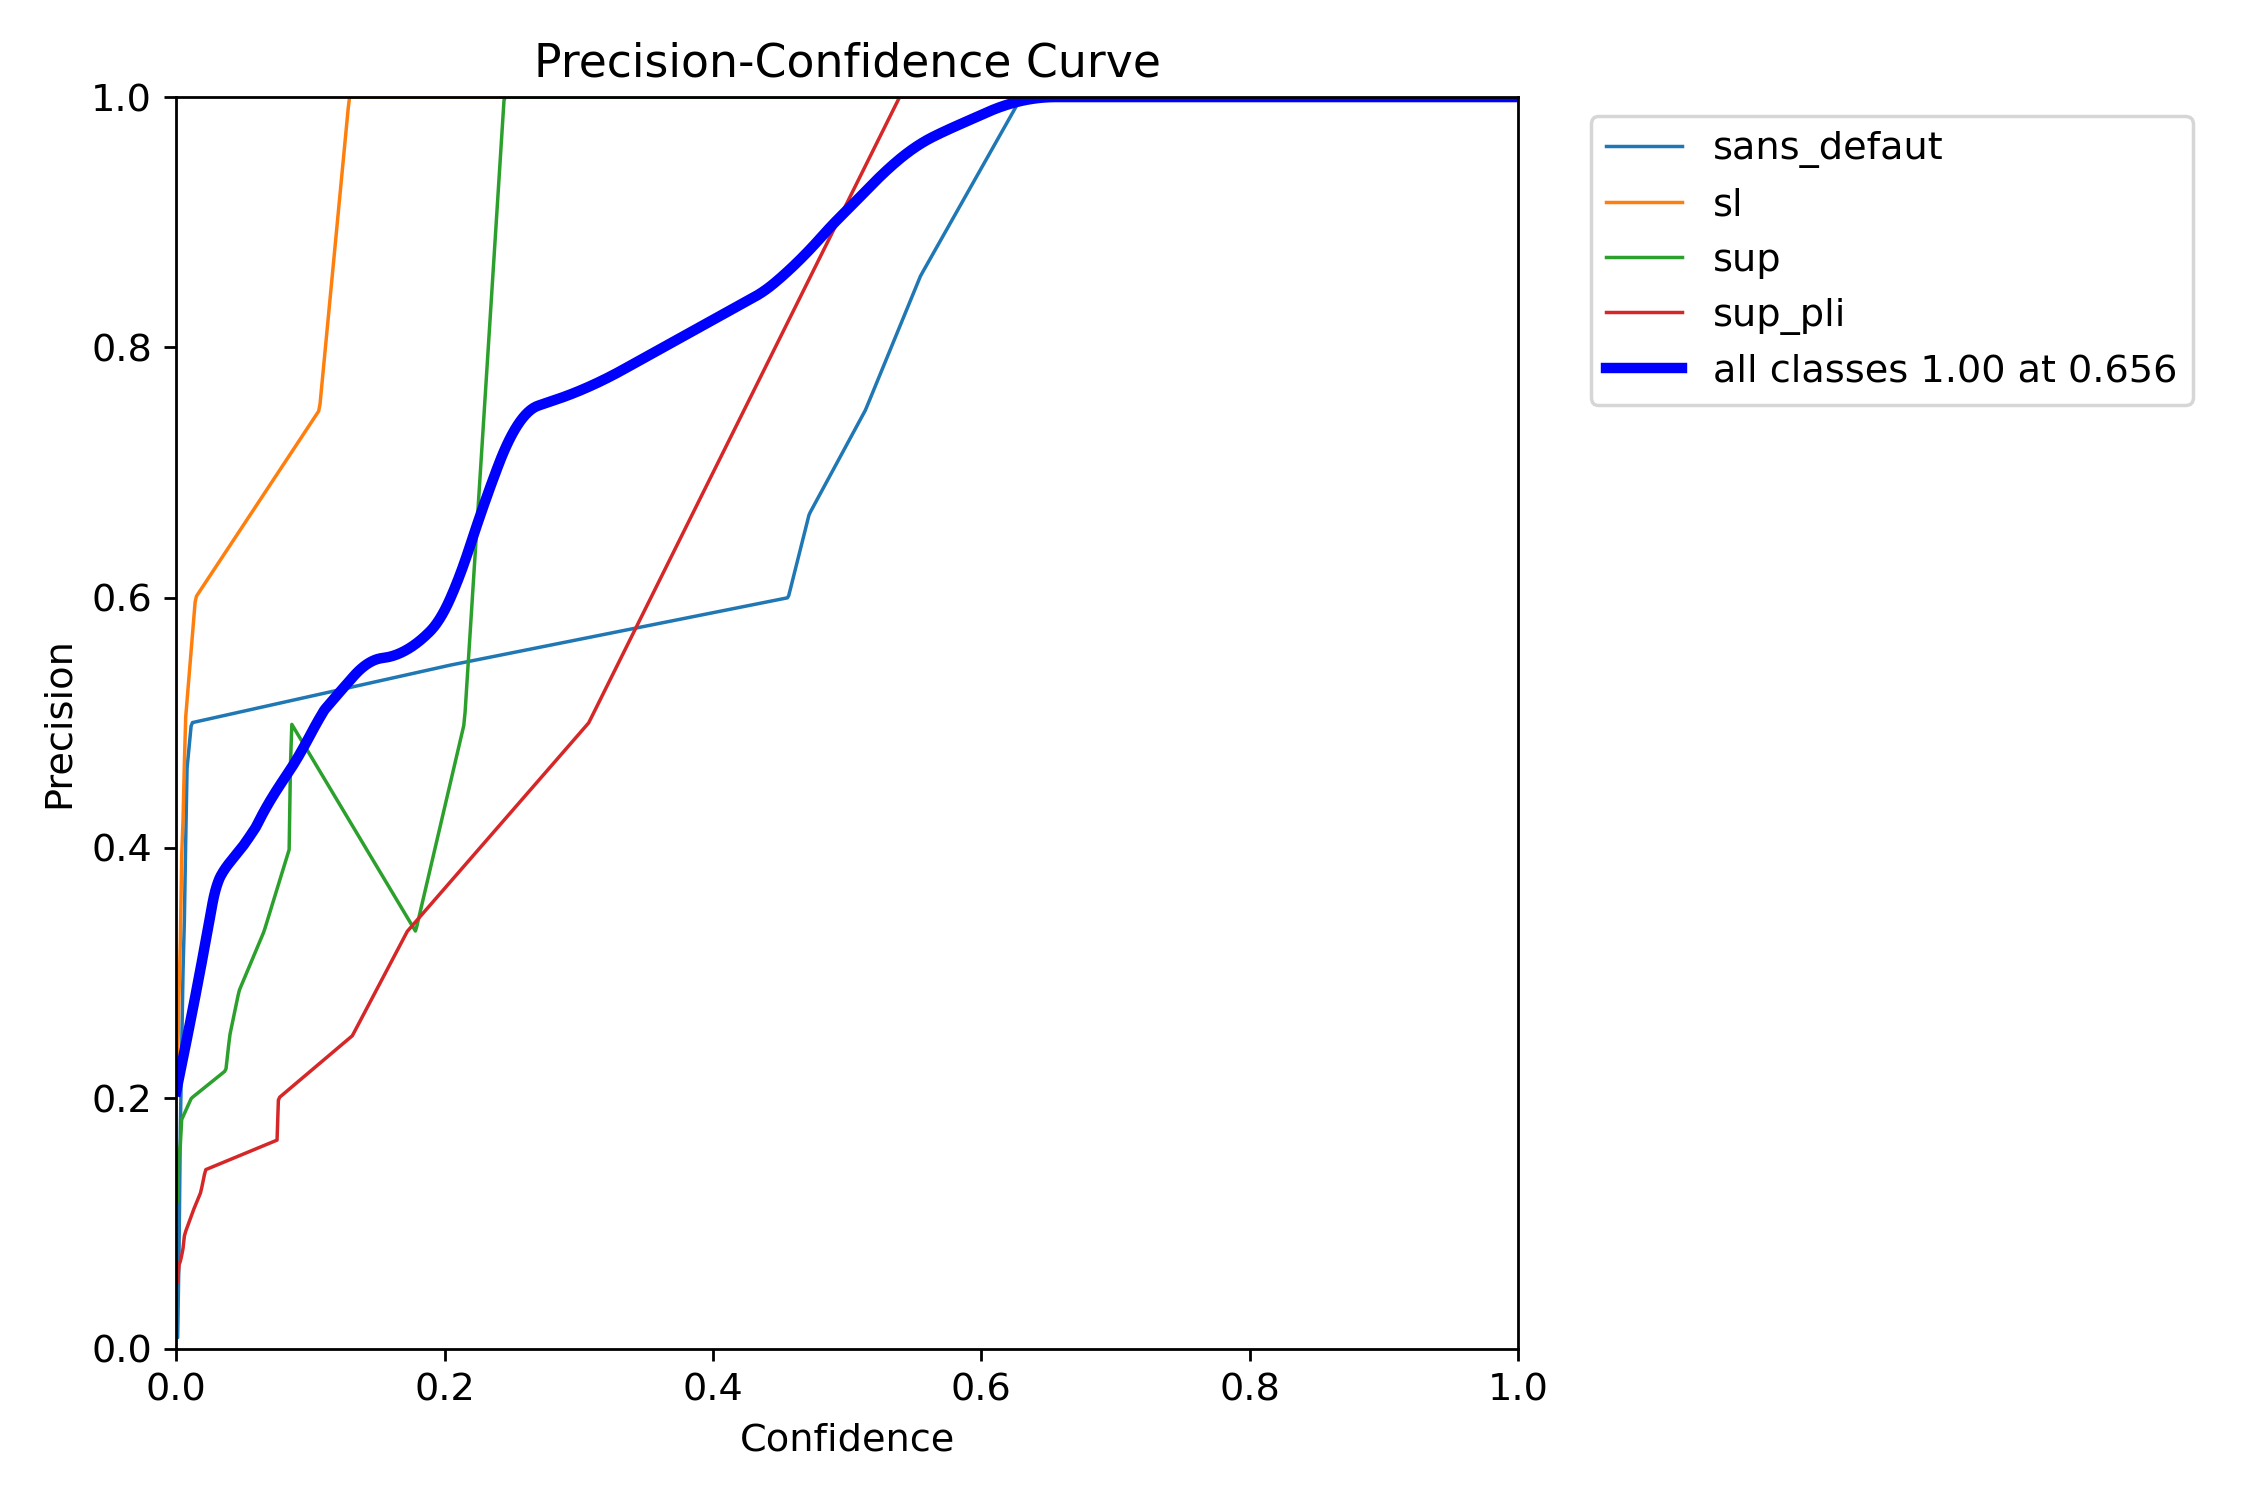 Precision-Confidence Curve
1.0
0.8
0.6
0.4
0.2
0.0
Precision
0.0 0.2 0.4 0.6 0.8 1.0
Confidence
sans_defaut
sl
sup
sup_pli
all classes 1.00 at 0.656